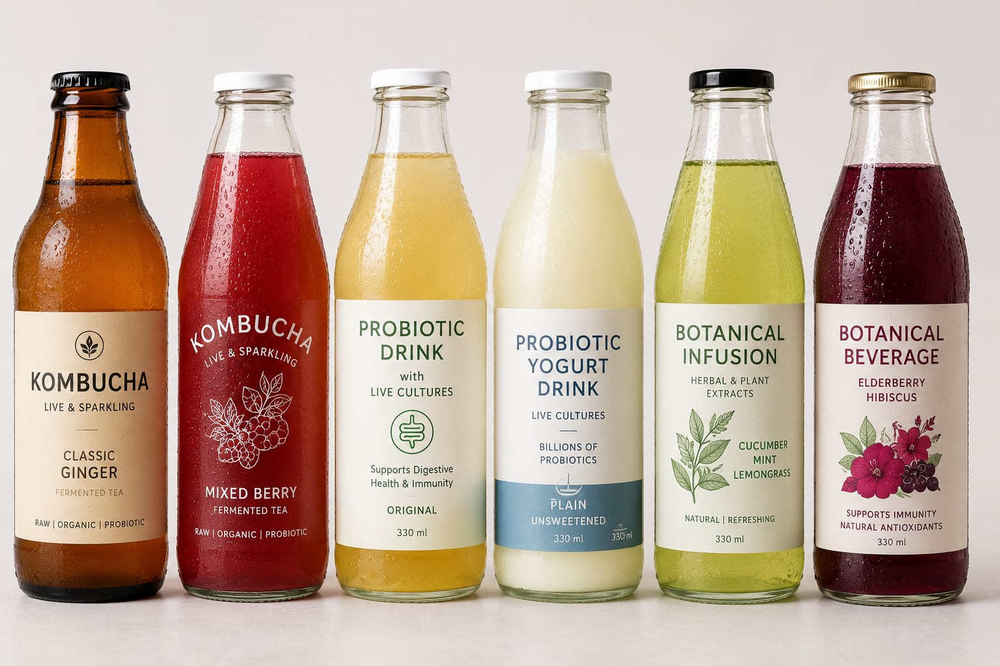 KOMBUCHA
LIVE & SPARKLING
CLASSIC
GINGER
FERMENTED TEA
RAW | ORGANIC | PROBIOTIC
KOMBUCHA
LIVE & SPARKLING
MIXED BERRY
FERMENTED TEA
RAW | ORGANIC | PROBIOTIC
PROBIOTIC
DRINK
with
LIVE CULTURES
Supports Digestive
Health & Immunity
ORIGINAL
330 ml
PROBIOTIC
YOGURT
DRINK
LIVE CULTURES
BILLIONS OF
PROBIOTICS
PLAIN
UNSWEETENED
330 ml
BOTANICAL
INFUSION
HERBAL & PLANT
EXTRACTS
CUCUMBER
MINT
LEMONGRASS
NATURAL | REFRESHING
330 ml
BOTANICAL
BEVERAGE
ELDERBERRY
HIBISCUS
SUPPORTS IMMUNITY
NATURAL ANTIOXIDANTS
330 ml